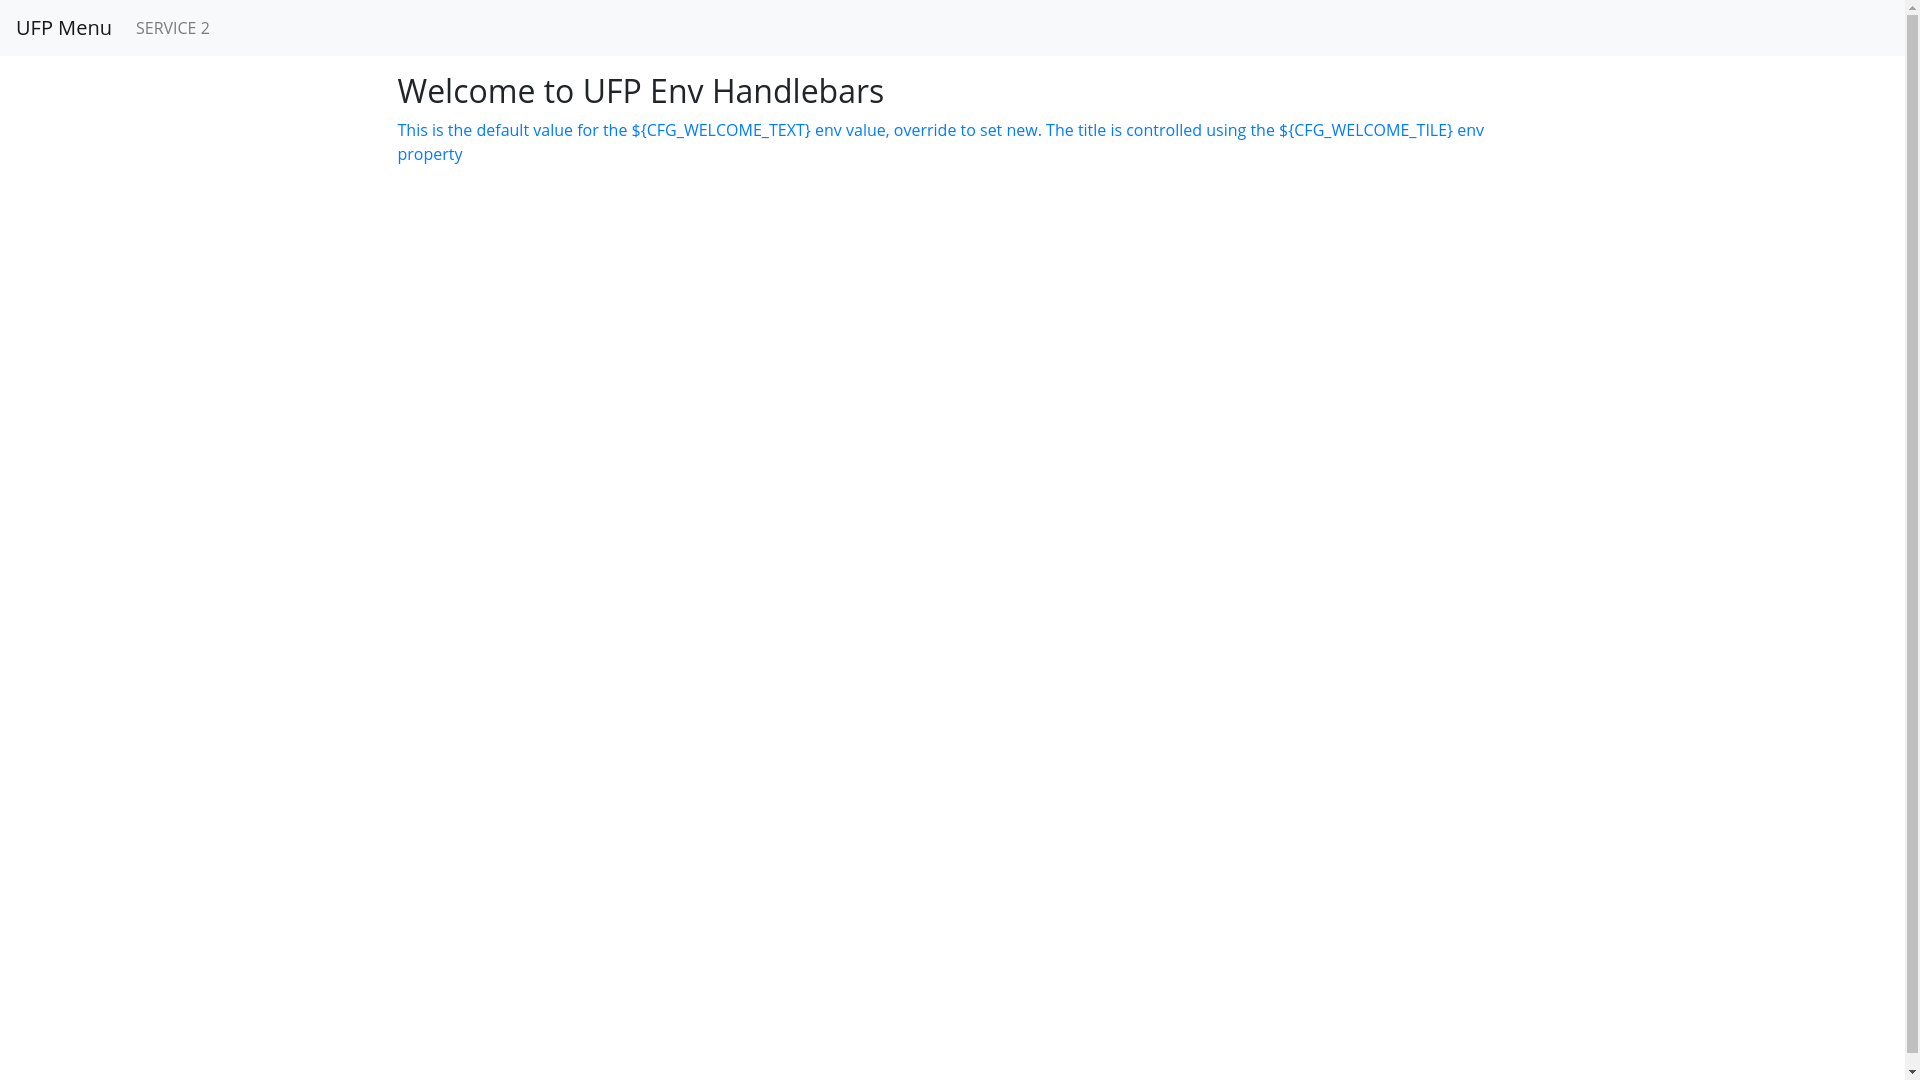 UFP Menu SERVICE 2
Welcome to UFP Env Handlebars
This is the default value for the ${CFG_WELCOME_TEXT} env value, override to set new. The title is controlled using the ${CFG_WELCOME_TILE} env
property